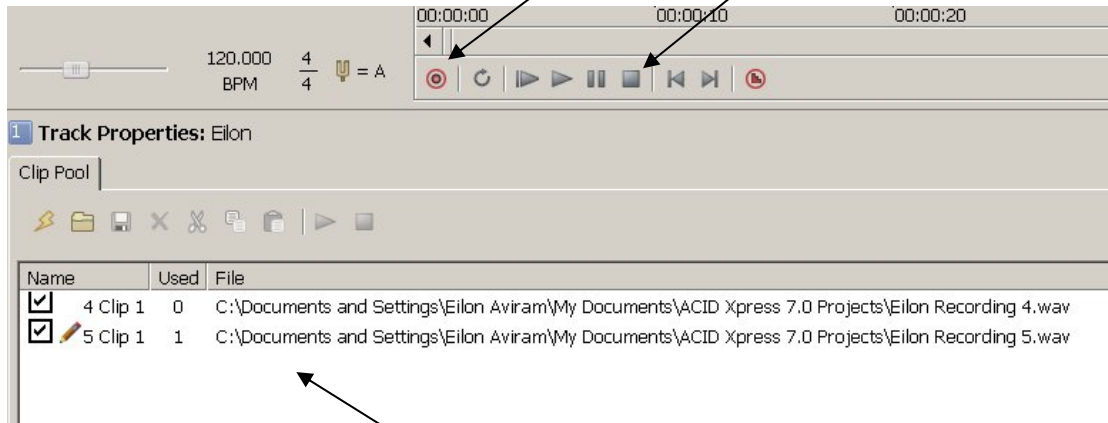 00:00:00 00:00:10 00:00:20
120.000 4 = A
BPM 4
1 Track Properties: Eilon
Clip Pool
Name Used File
4 Clip 1 0 C:\Documents and Settings\Eilon Aviram\My Documents\ACID Xpress 7.0 Projects\Eilon Recording 4.wav
5 Clip 1 1 C:\Documents and Settings\Eilon Aviram\My Documents\ACID Xpress 7.0 Projects\Eilon Recording 5.wav